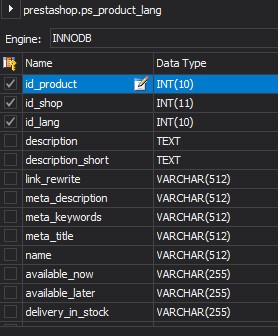 prestashop.ps_product_lang
Engine: INNODB
Name Data Type
id_product INT(10)
id_shop INT(11)
id_lang INT(10)
description TEXT
description_short TEXT
link_rewrite VARCHAR(512)
meta_description VARCHAR(512)
meta_keywords VARCHAR(512)
meta_title VARCHAR(512)
name VARCHAR(512)
available_now VARCHAR(255)
available_later VARCHAR(255)
delivery_in_stock VARCHAR(255)